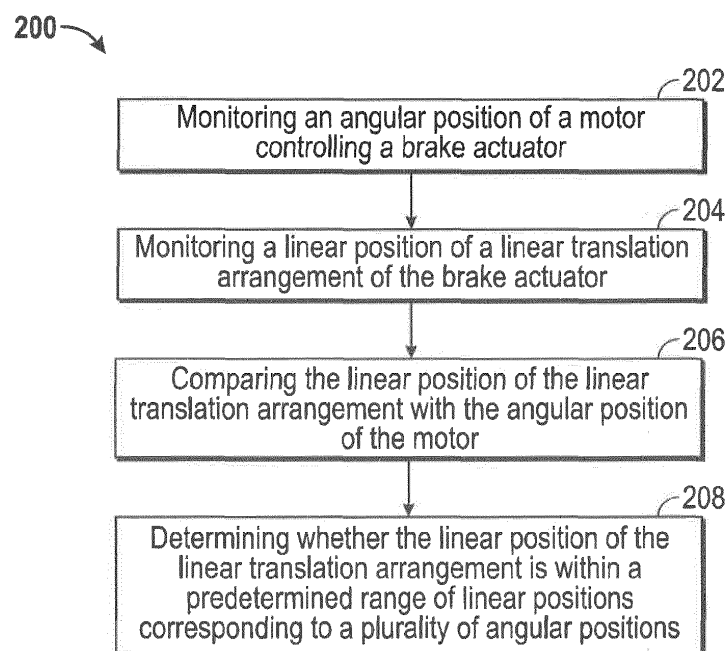 200
202
Monitoring an angular position of a motor
controlling a brake actuator
204
Monitoring a linear position of a linear translation
arrangement of the brake actuator
206
Comparing the linear position of the linear
translation arrangement with the angular position
of the motor
208
Determining whether the linear position of the
linear translation arrangement is within a
predetermined range of linear positions
corresponding to a plurality of angular positions